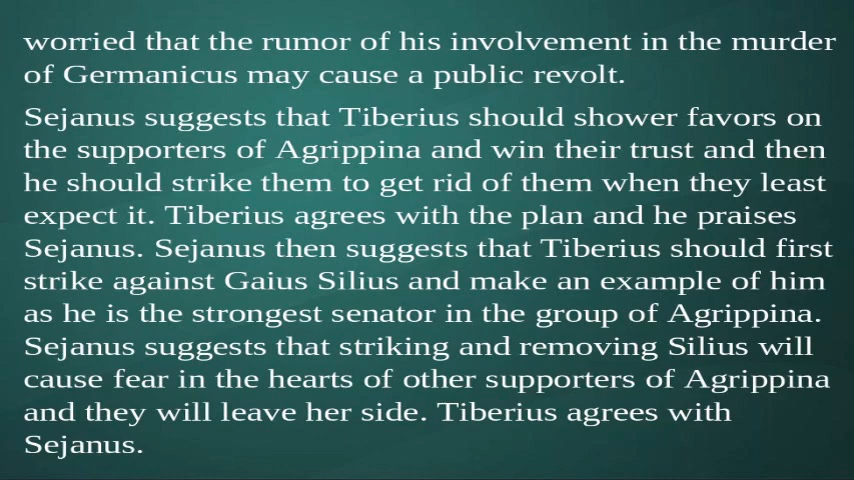 worried that the rumor of his involvement in the murder
of Germanicus may cause a public revolt.
Sejanus suggests that Tiberius should shower favors on
the supporters of Agrippina and win their trust and then
he should strike them to get rid of them when they least
expect it. Tiberius agrees with the plan and he praises
Sejanus. Sejanus then suggests that Tiberius should first
strike against Gaius Silius and make an example of him
as he is the strongest senator in the group of Agrippina.
Sejanus suggests that striking and removing Silius will
cause fear in the hearts of other supporters of Agrippina
and they will leave her side. Tiberius agrees with
Sejanus.